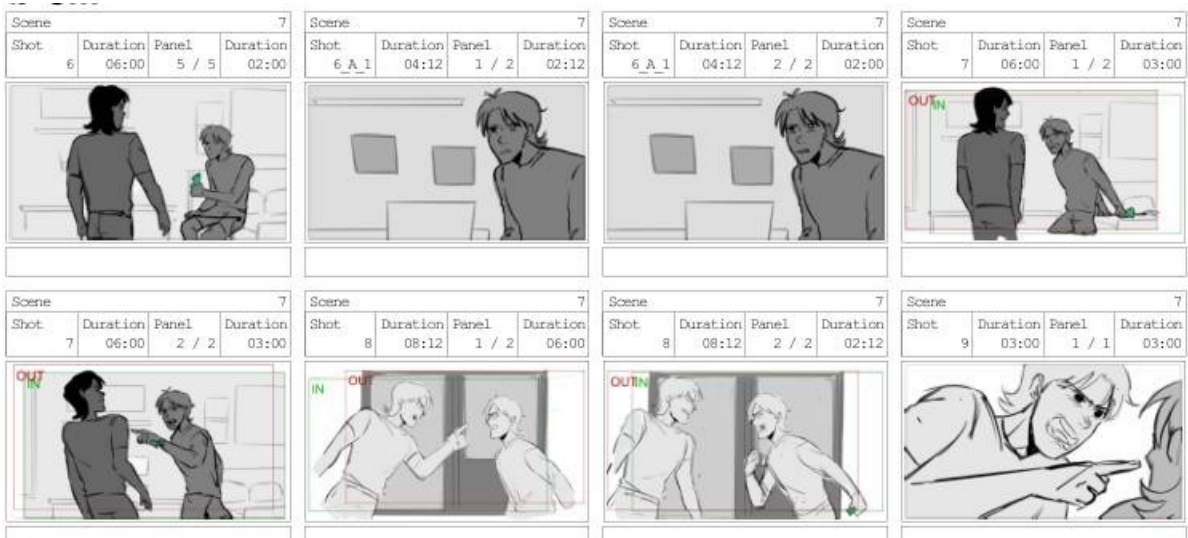 Scene 7
Shot Duration Panel Duration
6 06:00 5 / 5 02:00
Scene 7
Shot Duration Panel Duration
6_A_1 04:12 1 / 2 02:12
Scene 7
Shot Duration Panel Duration
6_A_1 04:12 2 / 2 02:00
Scene 7
Shot Duration Panel Duration
7 06:00 1 / 2 03:00
OUT
IN
Scene 7
Shot Duration Panel Duration
7 06:00 2 / 2 03:00
OUT
IN
Scene 7
Shot Duration Panel Duration
8 08:12 1 / 2 06:00
IN OUT
Scene 7
Shot Duration Panel Duration
8 08:12 2 / 2 02:12
OUT IN
Scene 7
Shot Duration Panel Duration
9 03:00 1 / 1 03:00